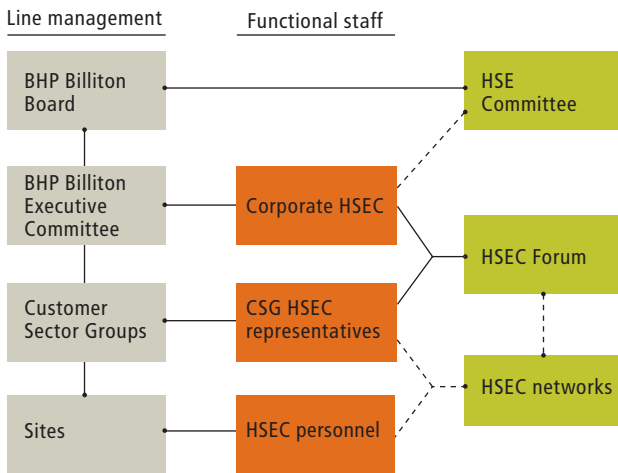 Line management
Functional staff
BHP Billiton
Board
HSE
Committee
BHP Billiton
Executive
Committee
Corporate HSEC
HSEC Forum
Customer
Sector Groups
CSG HSEC
representatives
HSEC networks
Sites
HSEC personnel